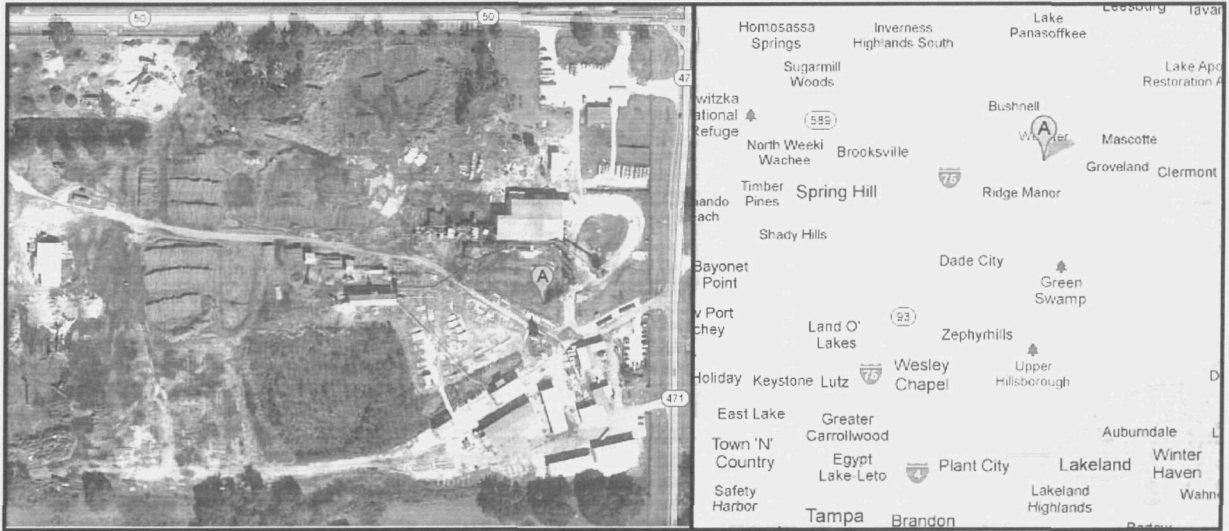 50
50
47
A
471
Leesburg
Tavar
Homosassa
Springs
Inverness
Highlands South
Lake
Panasoffkee
Sugarmill
Woods
Lake Apo
Restoration A
witzka
ational
Refuge
589
Bushnell
A
Mascotte
North Weeki
Wachee
Brooksville
Groveland
Clermont
75
Timber
Pines
Spring Hill
Ridge Manor
nando
each
Shady Hills
Dade City
Bayonet
Point
Green
Swamp
w Port
chey
93
Land O'
Lakes
Zephyrhills
Wesley
Chapel
Upper
Hillsborough
Holiday
Keystone
Lutz
75
D
East Lake
Greater
Carrollwood
Auburndale
L
Town 'N'
Country
Egypt
Lake-Leto
4
Plant City
Lakeland
Winter
Haven
Safety
Harbor
Lakeland
Highlands
Wahn
Tampa
Brandon